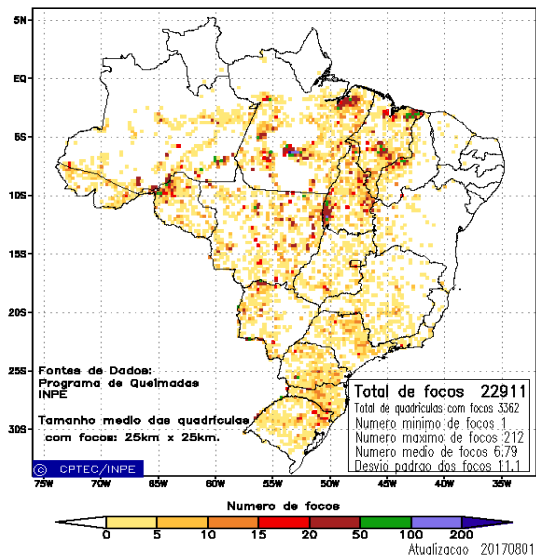 5N
EQ
5S
10S
15S
20S
25S
30S
Fontes de Dados:
Programa de Queimadas
INPE
Tamanho medio das quadriculas
com focos: 25km x 25km.
Total de focos 22911
Total de quadriculas com focos 3362
Numero minimo de focos 1
Numero maximo de focos 212
Numero medio de focos 6.79
Desvio padrao dos focos 11.1
© CPTEC/INPE
75W 70W 65W 60W 55W 50W 45W 40W 35W
Numero de focos
0 5 10 15 20 50 100 200
Atualizacao 20170801